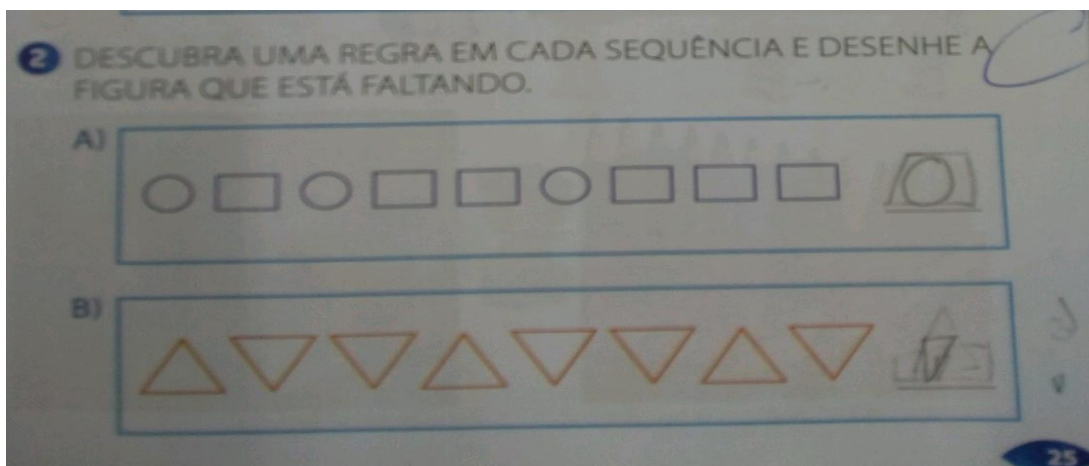 2 DESCUBRA UMA REGRA EM CADA SEQUÊNCIA E DESENHE A
FIGURA QUE ESTÁ FALTANDO.
A)
B)
25